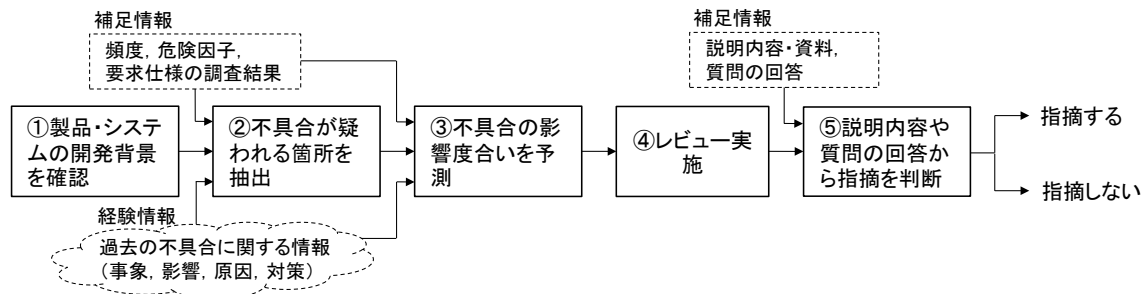 補足情報
頻度, 危険因子,
要求仕様の調査結果
補足情報
説明内容・資料,
質問の回答
①製品・システ
ムの開発背景
を確認
②不具合が疑
われる箇所を
抽出
③不具合の影
響度合いを予
測
④レビュー実
施
⑤説明内容や
質問の回答か
ら指摘を判断
指摘する
指摘しない
経験情報
過去の不具合に関する情報
(事象, 影響, 原因, 対策)